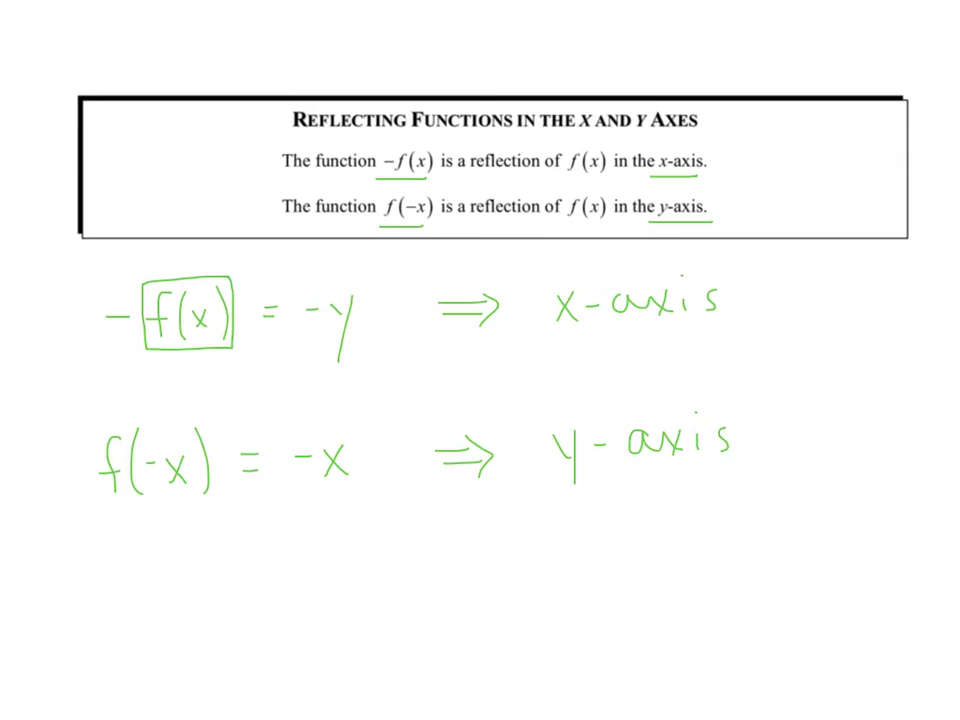 REFLECTING FUNCTIONS IN THE X AND Y AXES
The function −f(x) is a reflection of f(x) in the x-axis.
The function f(−x) is a reflection of f(x) in the y-axis.
− f(x) = −y ⟹ x-axis
f(−x) = −x ⟹ y-axis